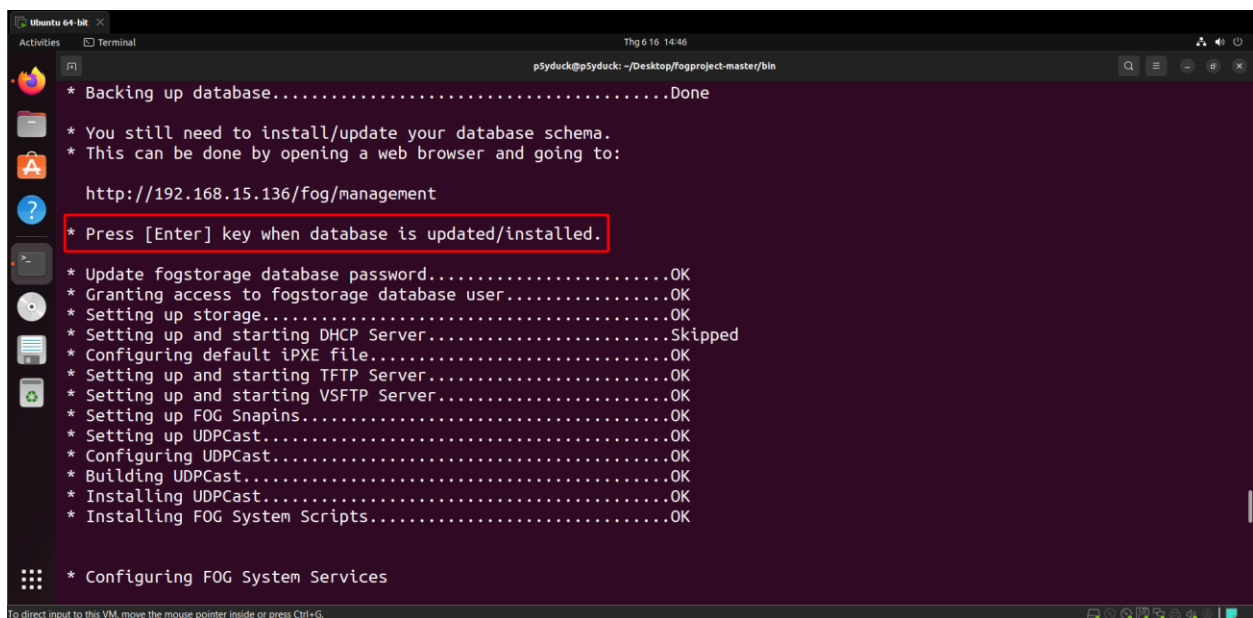 Ubuntu 64-bit
Activities
Terminal
Thg 6 16 14:46
p5yduck@p5yduck: ~/Desktop/fogproject-master/bin
* Backing up database.........................................Done
* You still need to install/update your database schema.
* This can be done by opening a web browser and going to:
http://192.168.15.136/fog/management
* Press [Enter] key when database is updated/installed.
* Update fogstorage database password.........................OK
* Granting access to fogstorage database user.................OK
* Setting up storage..........................................OK
* Setting up and starting DHCP Server.........................Skipped
* Configuring default iPXE file...............................OK
* Setting up and starting TFTP Server.........................OK
* Setting up and starting VSFTP Server........................OK
* Setting up FOG Snapins......................................OK
* Setting up UDPCast..........................................OK
* Configuring UDPCast.........................................OK
* Building UDPCast............................................OK
* Installing UDPCast..........................................OK
* Installing FOG System Scripts...............................OK
* Configuring FOG System Services
To direct input to this VM, move the mouse pointer inside or press Ctrl+G.